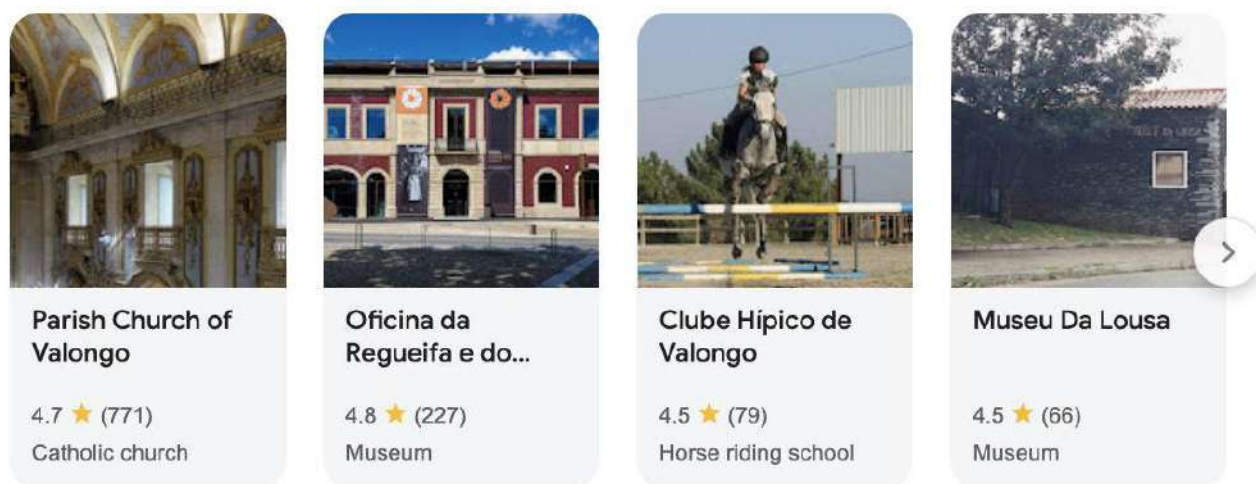 Parish Church of
Valongo
4.7 ★ (771)
Catholic church
Oficina da
Regueifa e do...
4.8 ★ (227)
Museum
Clube Hípico de
Valongo
4.5 ★ (79)
Horse riding school
Museu Da Lousa
4.5 ★ (66)
Museum